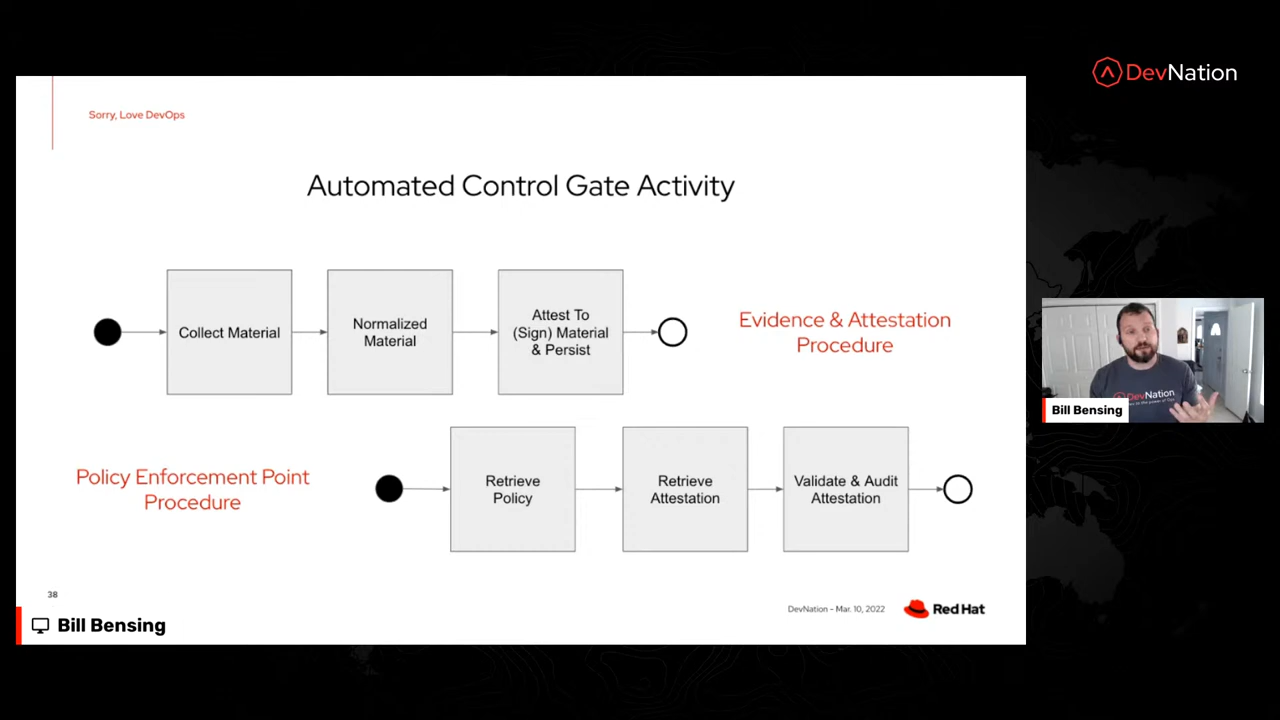 DevNation
Sorry, Love DevOps
Automated Control Gate Activity
Collect Material
Normalized
Material
Attest To
(Sign) Material
& Persist
Evidence & Attestation
Procedure
DevNation
Bill Bensing
Policy Enforcement Point
Procedure
Retrieve
Policy
Retrieve
Attestation
Validate & Audit
Attestation
38
DevNation - Mar. 10, 2022
Red Hat
Bill Bensing